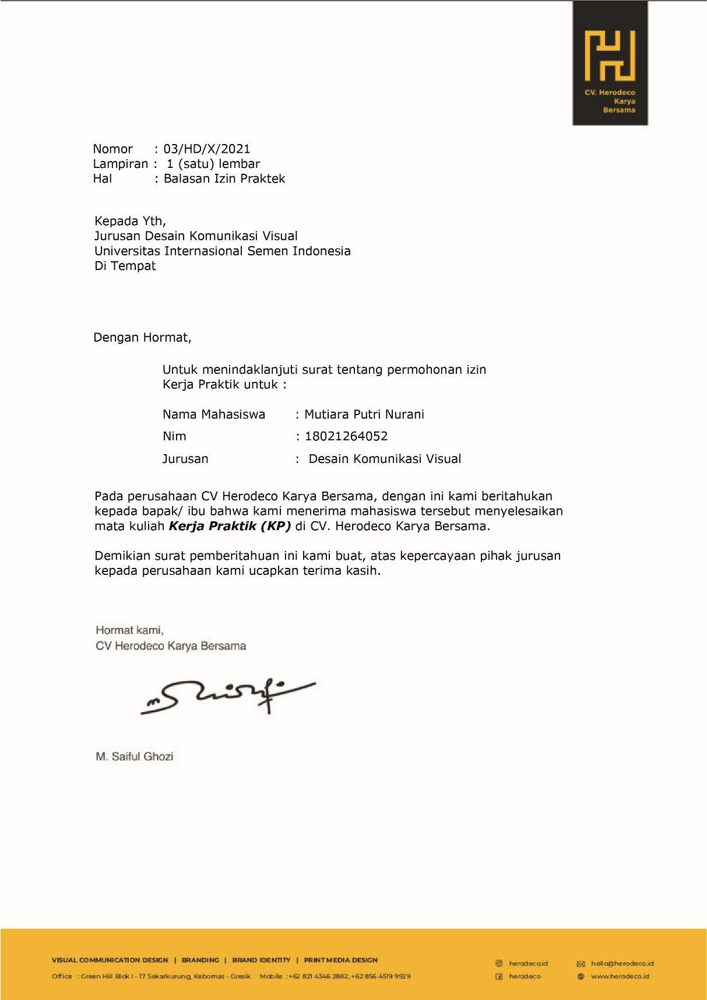 CV. Herodeco
Karya
Bersama
Nomor : 03/HD/X/2021
Lampiran : 1 (satu) lembar
Hal : Balasan Izin Praktek
Kepada Yth,
Jurusan Desain Komunikasi Visual
Universitas Internasional Semen Indonesia
Di Tempat
Dengan Hormat,
Untuk menindaklanjuti surat tentang permohonan izin
Kerja Praktik untuk :
Nama Mahasiswa : Mutiara Putri Nurani
Nim : 18021264052
Jurusan : Desain Komunikasi Visual
Pada perusahaan CV Herodeco Karya Bersama, dengan ini kami beritahukan
kepada bapak/ ibu bahwa kami menerima mahasiswa tersebut menyelesaikan
mata kuliah Kerja Praktik (KP) di CV. Herodeco Karya Bersama.
Demikian surat pemberitahuan ini kami buat, atas kepercayaan pihak jurusan
kepada perusahaan kami ucapkan terima kasih.
Hormat kami,
CV Herodeco Karya Bersama
M. Saiful Ghozi
VISUAL COMMUNICATION DESIGN | BRANDING | BRAND IDENTITY | PRINT MEDIA DESIGN
Office : Green Hill Blok I - 17 Sekarkurung, Kebomas - Gresik Mobile : +62 821 4346 2882, +62 856 4519 9929
herodeco.id
herodeco
hello@herodeco.id
www.herodeco.id